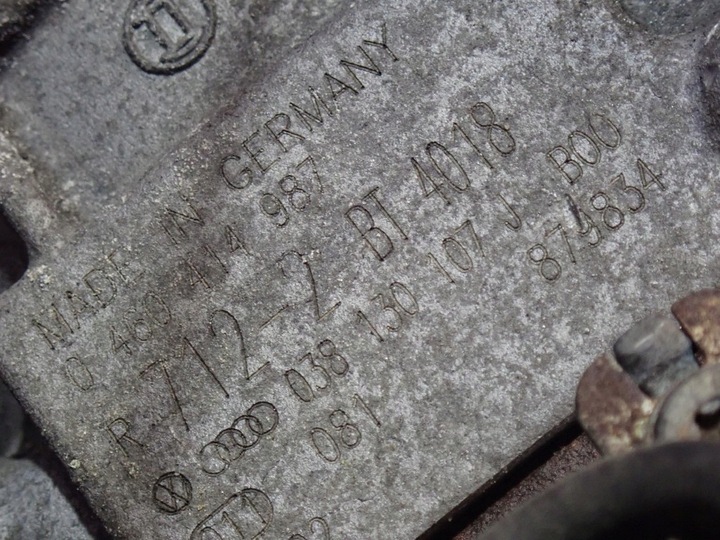 MADE IN GERMANY
0 460 414 987
R 712-2 BT 4018
038 130 107 J B00
081 879834